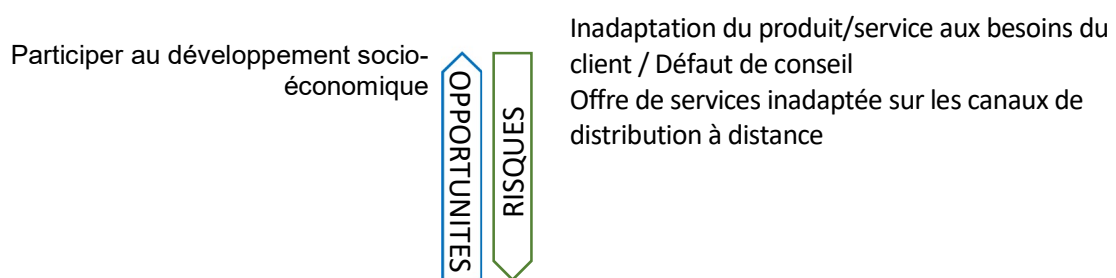 Participer au développement socio-
économique
OPPORTUNITES
RISQUES
Inadaptation du produit/service aux besoins du
client / Défaut de conseil
Offre de services inadaptée sur les canaux de
distribution à distance